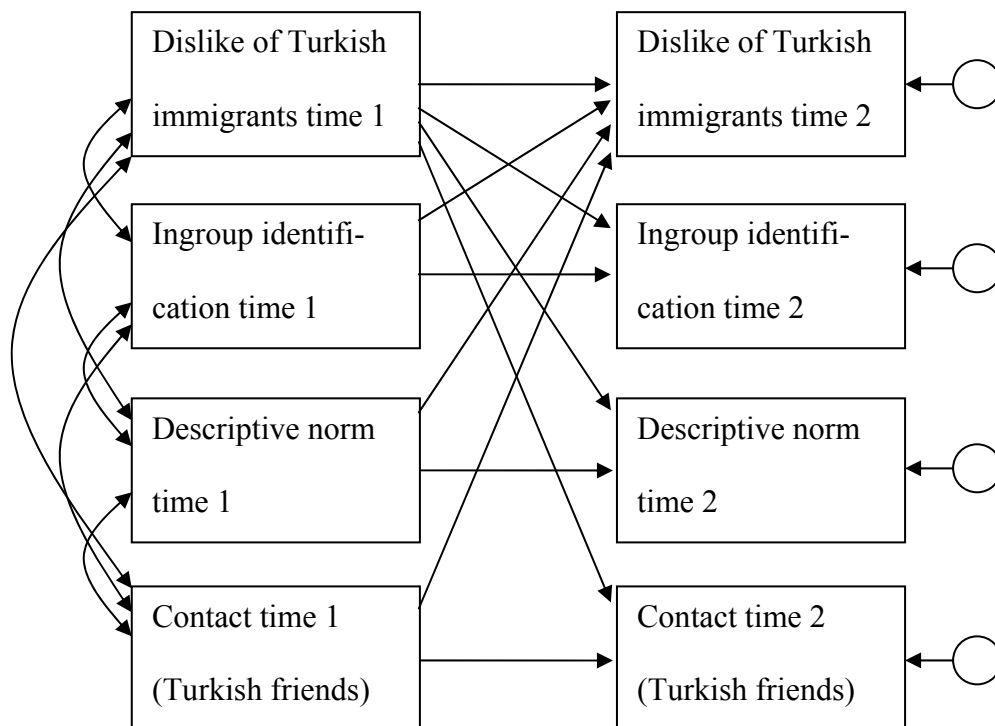 Dislike of Turkish
immigrants time 1
Dislike of Turkish
immigrants time 2
Ingroup identifi-
cation time 1
Ingroup identifi-
cation time 2
Descriptive norm
time 1
Descriptive norm
time 2
Contact time 1
(Turkish friends)
Contact time 2
(Turkish friends)